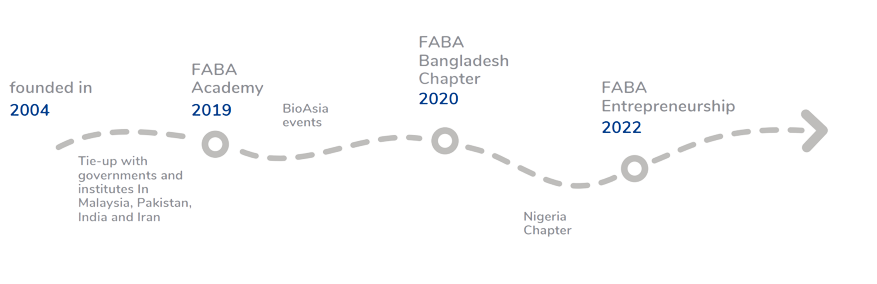 founded in
2004
Tie-up with
governments and
institutes In
Malaysia, Pakistan,
India and Iran
FABA
Academy
2019
BioAsia
events
FABA
Bangladesh
Chapter
2020
Nigeria
Chapter
FABA
Entrepreneurship
2022